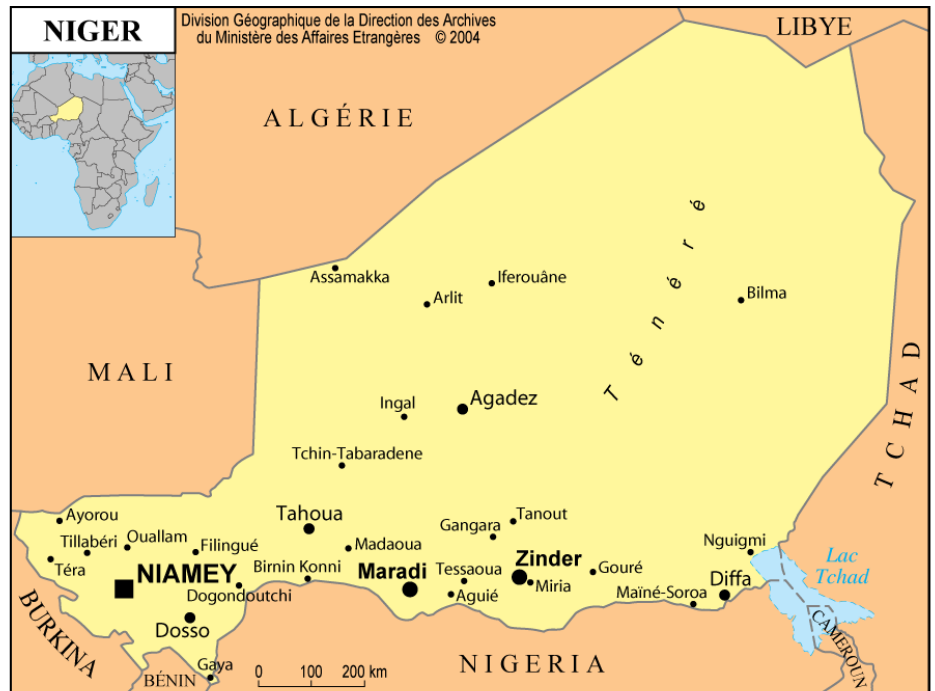 NIGER
Division Géographique de la Direction des Archives
du Ministère des Affaires Etrangères © 2004
LIBYE
ALGÉRIE
Ténéré
Assamakka
Iferouâne
Arlit
Bilma
MALI
TCHAD
Ingal
Agadez
Tchin-Tabaradene
Ayorou
Tahoua
Tanout
Gangara
Ouallam
Tillabéri
Filingué
Madaoua
Nguigmi
Téra
Birnin Konni
Zinder
Lac
Tchad
NIAMEY
Maradi
Tessaoua
Gouré
Miria
Diffa
Dogondoutchi
Aguié
Maïné-Soroa
BURKINA
Dosso
CAMEROUN
Gaya
BÉNIN
0 100 200 km
NIGERIA